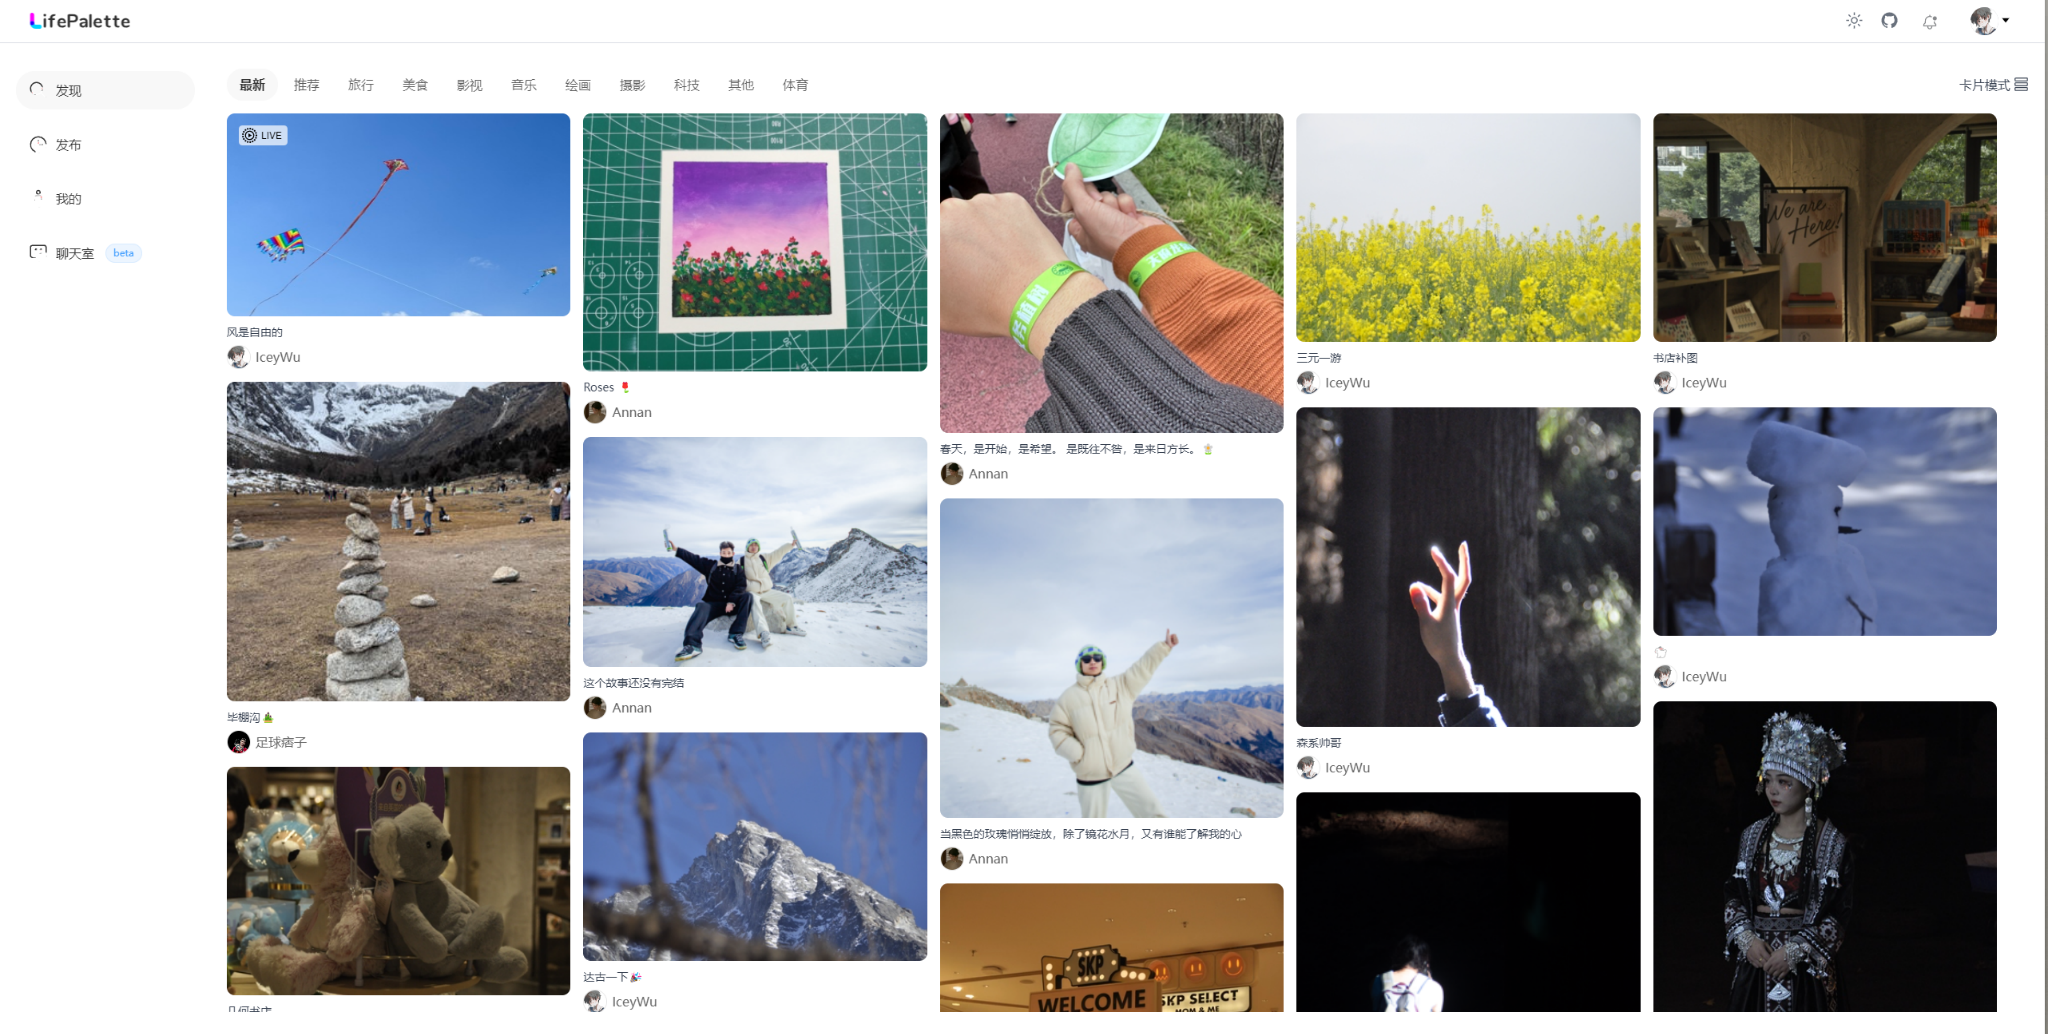 LifePalette
发现
发布
我的
聊天室 beta
最新 推荐 旅行 美食 影视 音乐 绘画 摄影 科技 其他 体育
卡片模式
LIVE
风是自由的
IceyWu
毕棚沟
足球痞子
几何书店
Roses
Annan
这个故事还没有完结
Annan
达古一下
IceyWu
春天，是开始，是希望。 是既往不咎，是来日方长。
Annan
当黑色的玫瑰悄悄绽放，除了镜花水月，又有谁能了解我的心
Annan
SKP
WELCOME
SKP SELECT
MOM & ME
三元一游
IceyWu
森系帅哥
IceyWu
We are
Here!
书店补图
IceyWu
IceyWu